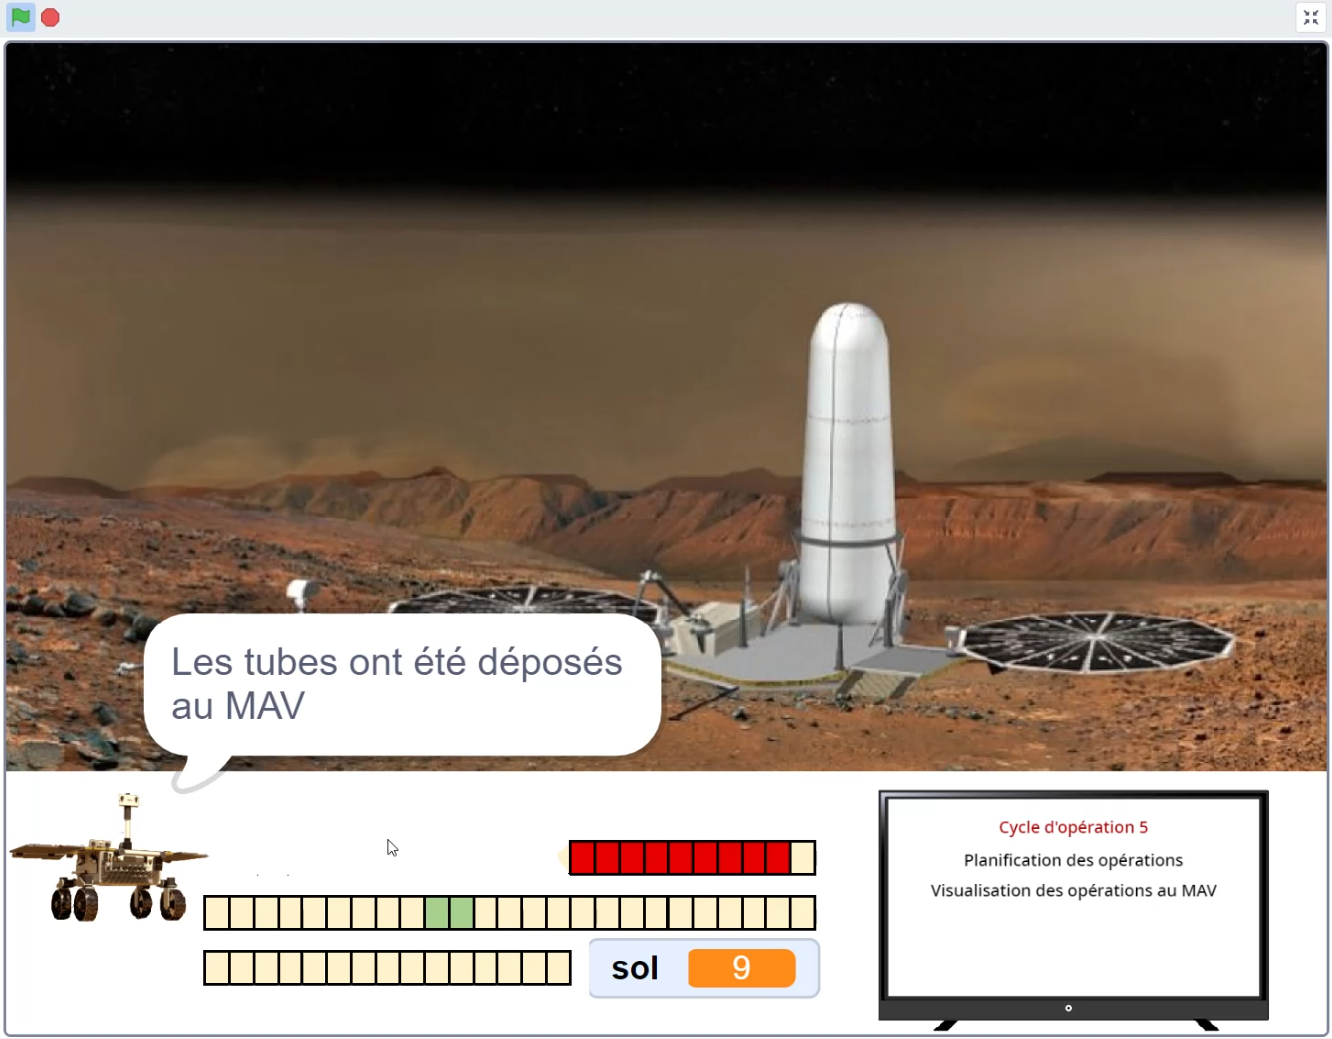 Les tubes ont été déposés
au MAV
sol 9
Cycle d'opération 5
Planification des opérations
Visualisation des opérations au MAV